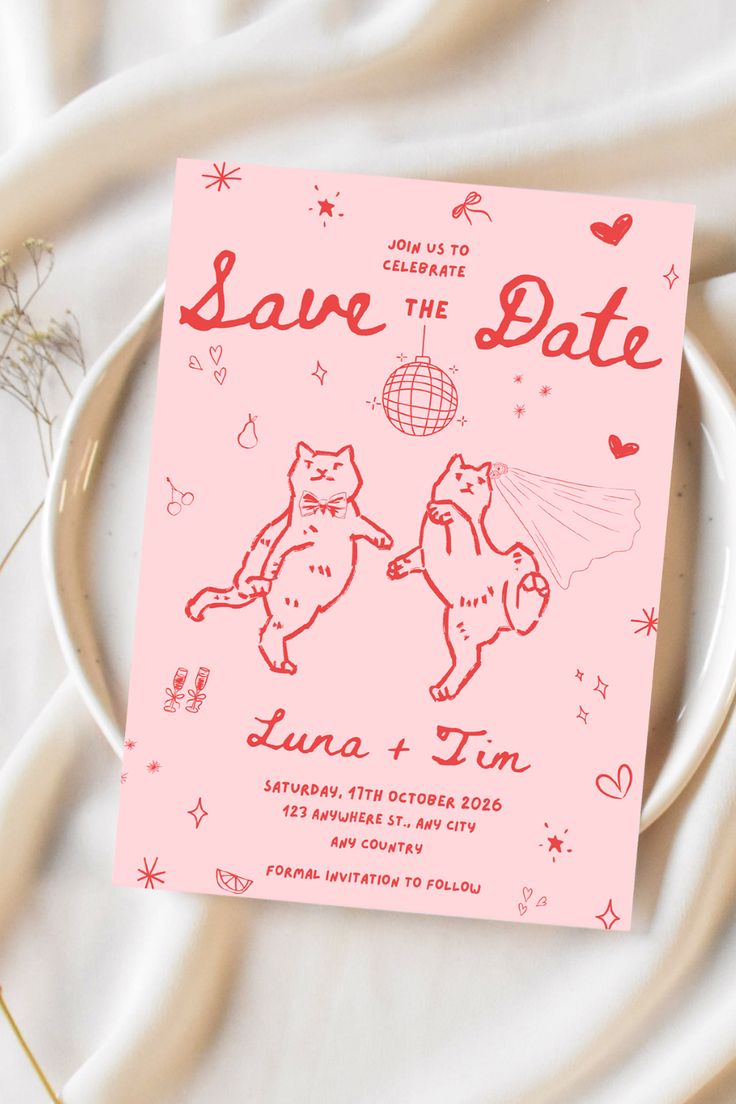 JOIN US TO
CELEBRATE
Save THE Date
Luna + Tim
SATURDAY, 17TH OCTOBER 2026
123 ANYWHERE ST., ANY CITY
ANY COUNTRY
FORMAL INVITATION TO FOLLOW